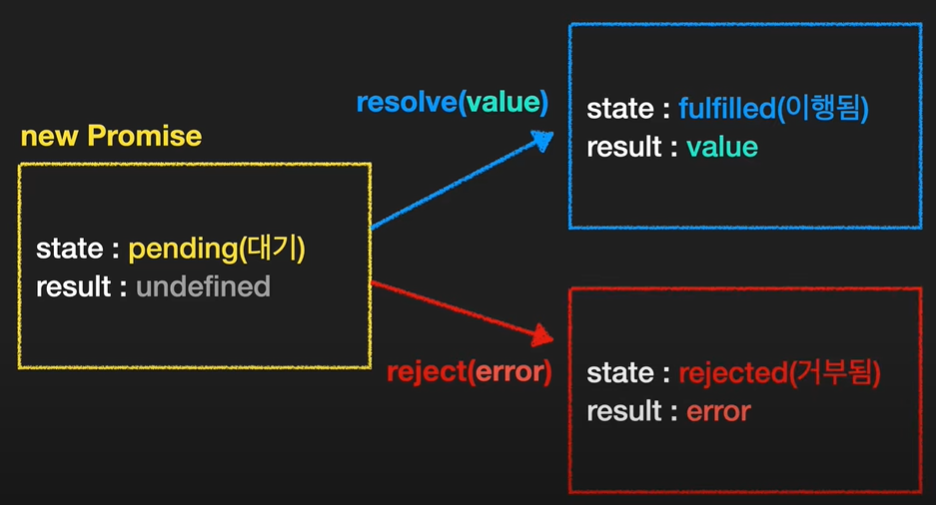 new Promise
state : pending(대기)
result : undefined
resolve(value)
state : fulfilled(이행됨)
result : value
reject(error)
state : rejected(거부됨)
result : error